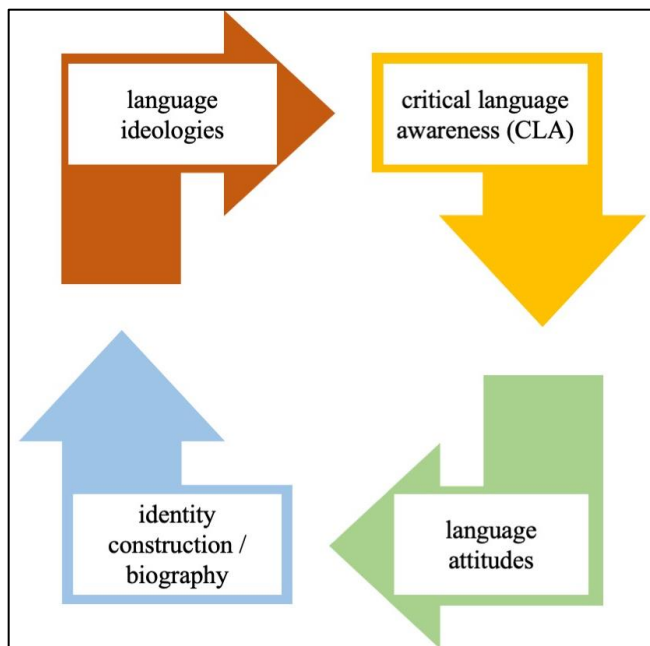 language
ideologies
critical language
awareness (CLA)
language
attitudes
identity
construction /
biography